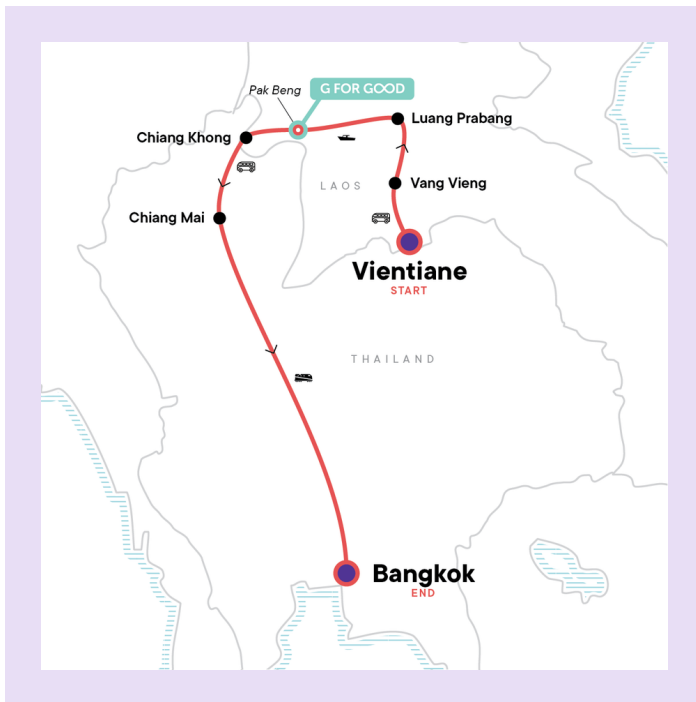 Pak Beng
G FOR GOOD
Luang Prabang
Chiang Khong
LAOS
Vang Vieng
Chiang Mai
Vientiane
START
THAILAND
Bangkok
END